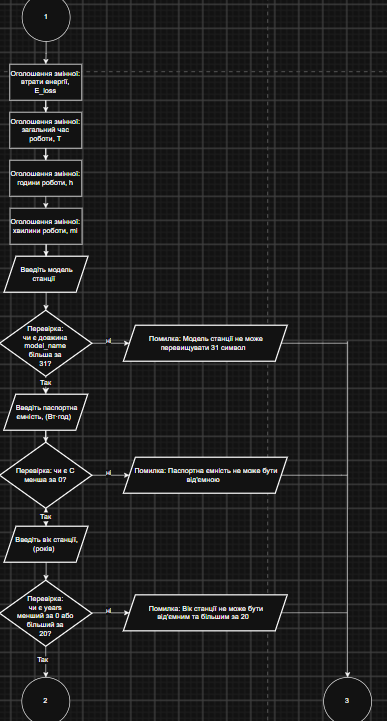 1
Оголошення змінної:
втрати енергії,
E_loss
Оголошення змінної:
загальний час
роботи, T
Оголошення змінної:
години роботи, h
Оголошення змінної:
хвилини роботи, mi
Введіть модель
станції
Перевірка:
чи є довжина
model_name
більша за
31?
Помилка: Модель станції не може
перевищувати 31 символ
Так
Введіть паспортна
ємність, (Вт·год)
Перевірка: чи є C
менша за 0?
Помилка: Паспортна ємність не може бути
від'ємною
Так
Введіть вік станції,
(років)
Перевірка:
чи є years
менший за 0 або
більший за
20?
Помилка: Вік станції не може бути
від'ємним та більшим за 20
Так
2
3